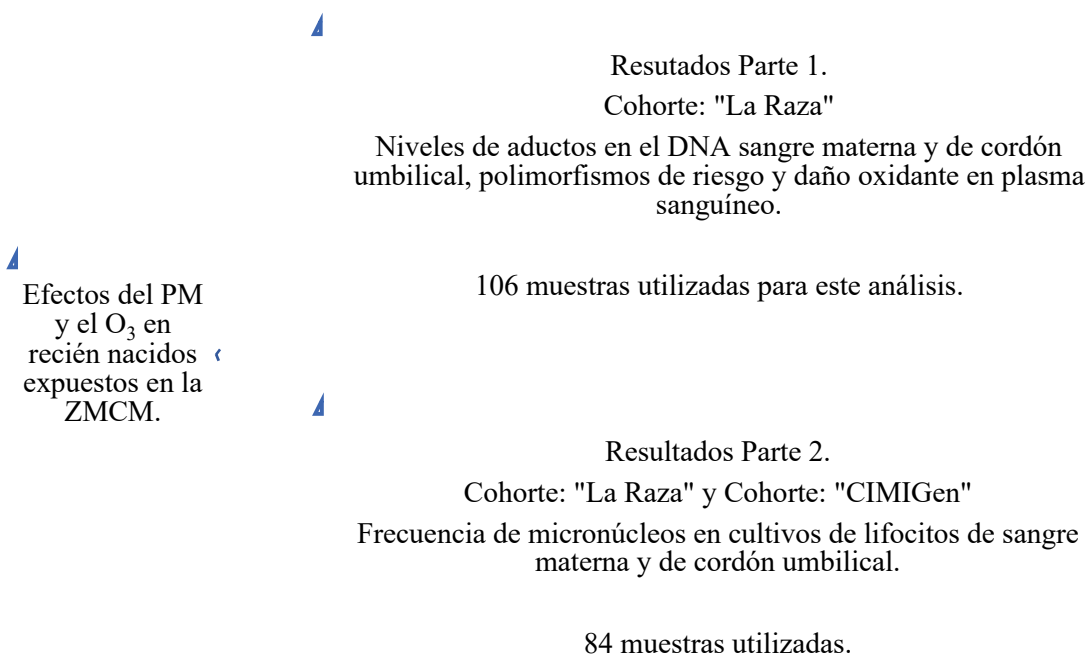 Resutados Parte 1.
Cohorte: "La Raza"
Niveles de aductos en el DNA sangre materna y de cordón
umbilical, polimorfismos de riesgo y daño oxidante en plasma
sanguíneo.
106 muestras utilizadas para este análisis.
Efectos del PM
y el O₃ en
recién nacidos
expuestos en la
ZMCM.
Resultados Parte 2.
Cohorte: "La Raza" y Cohorte: "CIMIGen"
Frecuencia de micronúcleos en cultivos de lifocitos de sangre
materna y de cordón umbilical.
84 muestras utilizadas.